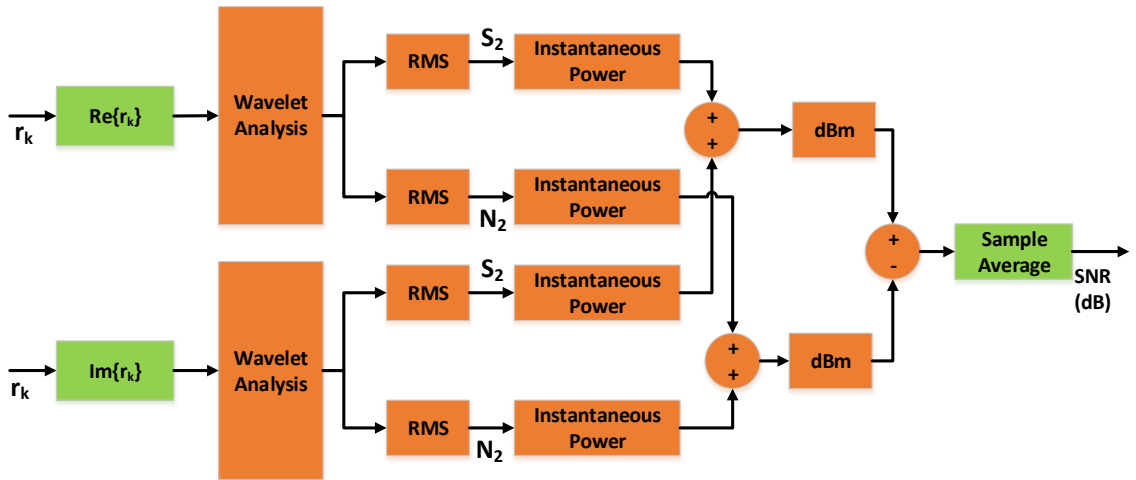 r_k
Re{r_k}
Wavelet
Analysis
RMS
S_2
Instantaneous
Power
RMS
N_2
Instantaneous
Power
+
+
dBm
r_k
Im{r_k}
Wavelet
Analysis
RMS
S_2
Instantaneous
Power
RMS
N_2
Instantaneous
Power
+
+
dBm
+
-
Sample
Average
SNR
(dB)